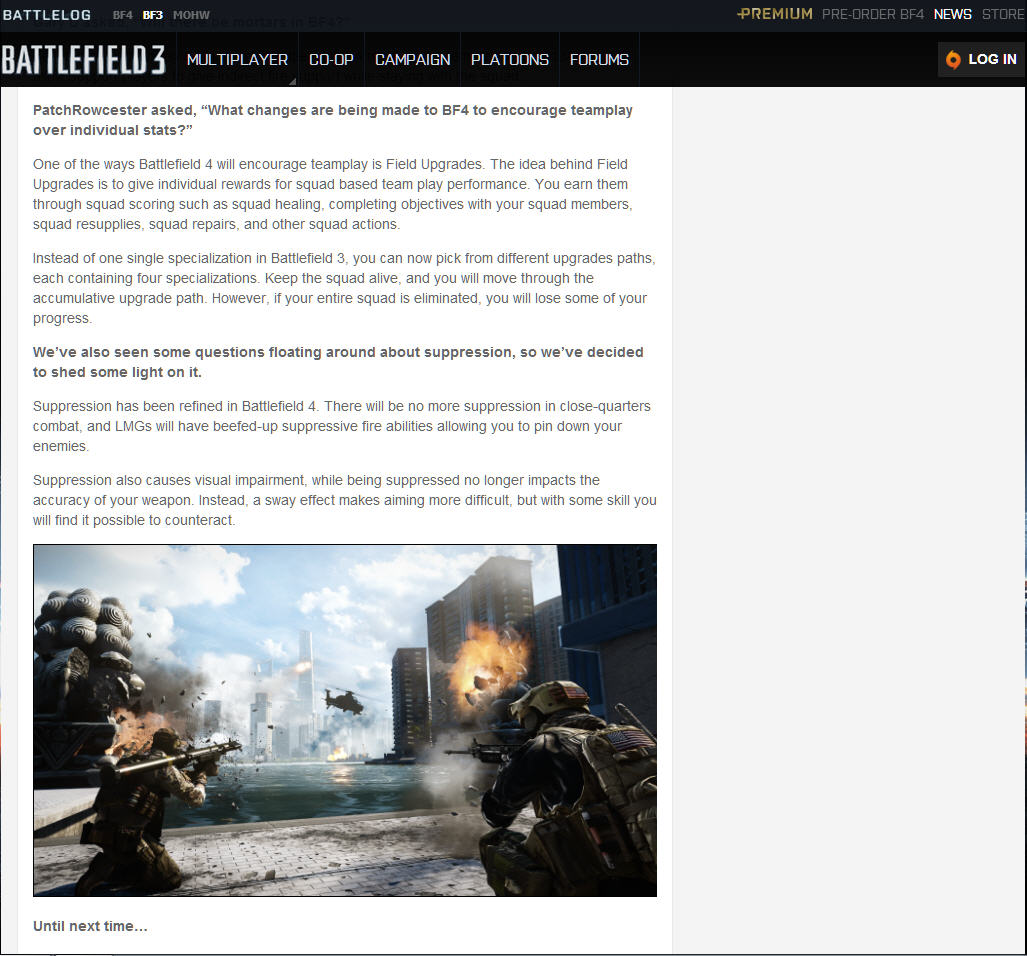 BATTLELOG BF4 BF3 MOHW PREMIUM PRE-ORDER BF4 NEWS STORE
be mortars in BF4?"
BATTLEFIELD 3 MULTIPLAYER CO-OP CAMPAIGN PLATOONS FORUMS LOG IN
to give indirect fire support while staying with the squad.
PatchRowcester asked, “What changes are being made to BF4 to encourage teamplay
over individual stats?”
One of the ways Battlefield 4 will encourage teamplay is Field Upgrades. The idea behind Field
Upgrades is to give individual rewards for squad based team play performance. You earn them
through squad scoring such as squad healing, completing objectives with your squad members,
squad resupplies, squad repairs, and other squad actions.
Instead of one single specialization in Battlefield 3, you can now pick from different upgrades paths,
each containing four specializations. Keep the squad alive, and you will move through the
accumulative upgrade path. However, if your entire squad is eliminated, you will lose some of your
progress.
We’ve also seen some questions floating around about suppression, so we’ve decided
to shed some light on it.
Suppression has been refined in Battlefield 4. There will be no more suppression in close-quarters
combat, and LMGs will have beefed-up suppressive fire abilities allowing you to pin down your
enemies.
Suppression also causes visual impairment, while being suppressed no longer impacts the
accuracy of your weapon. Instead, a sway effect makes aiming more difficult, but with some skill you
will find it possible to counteract.
Until next time…